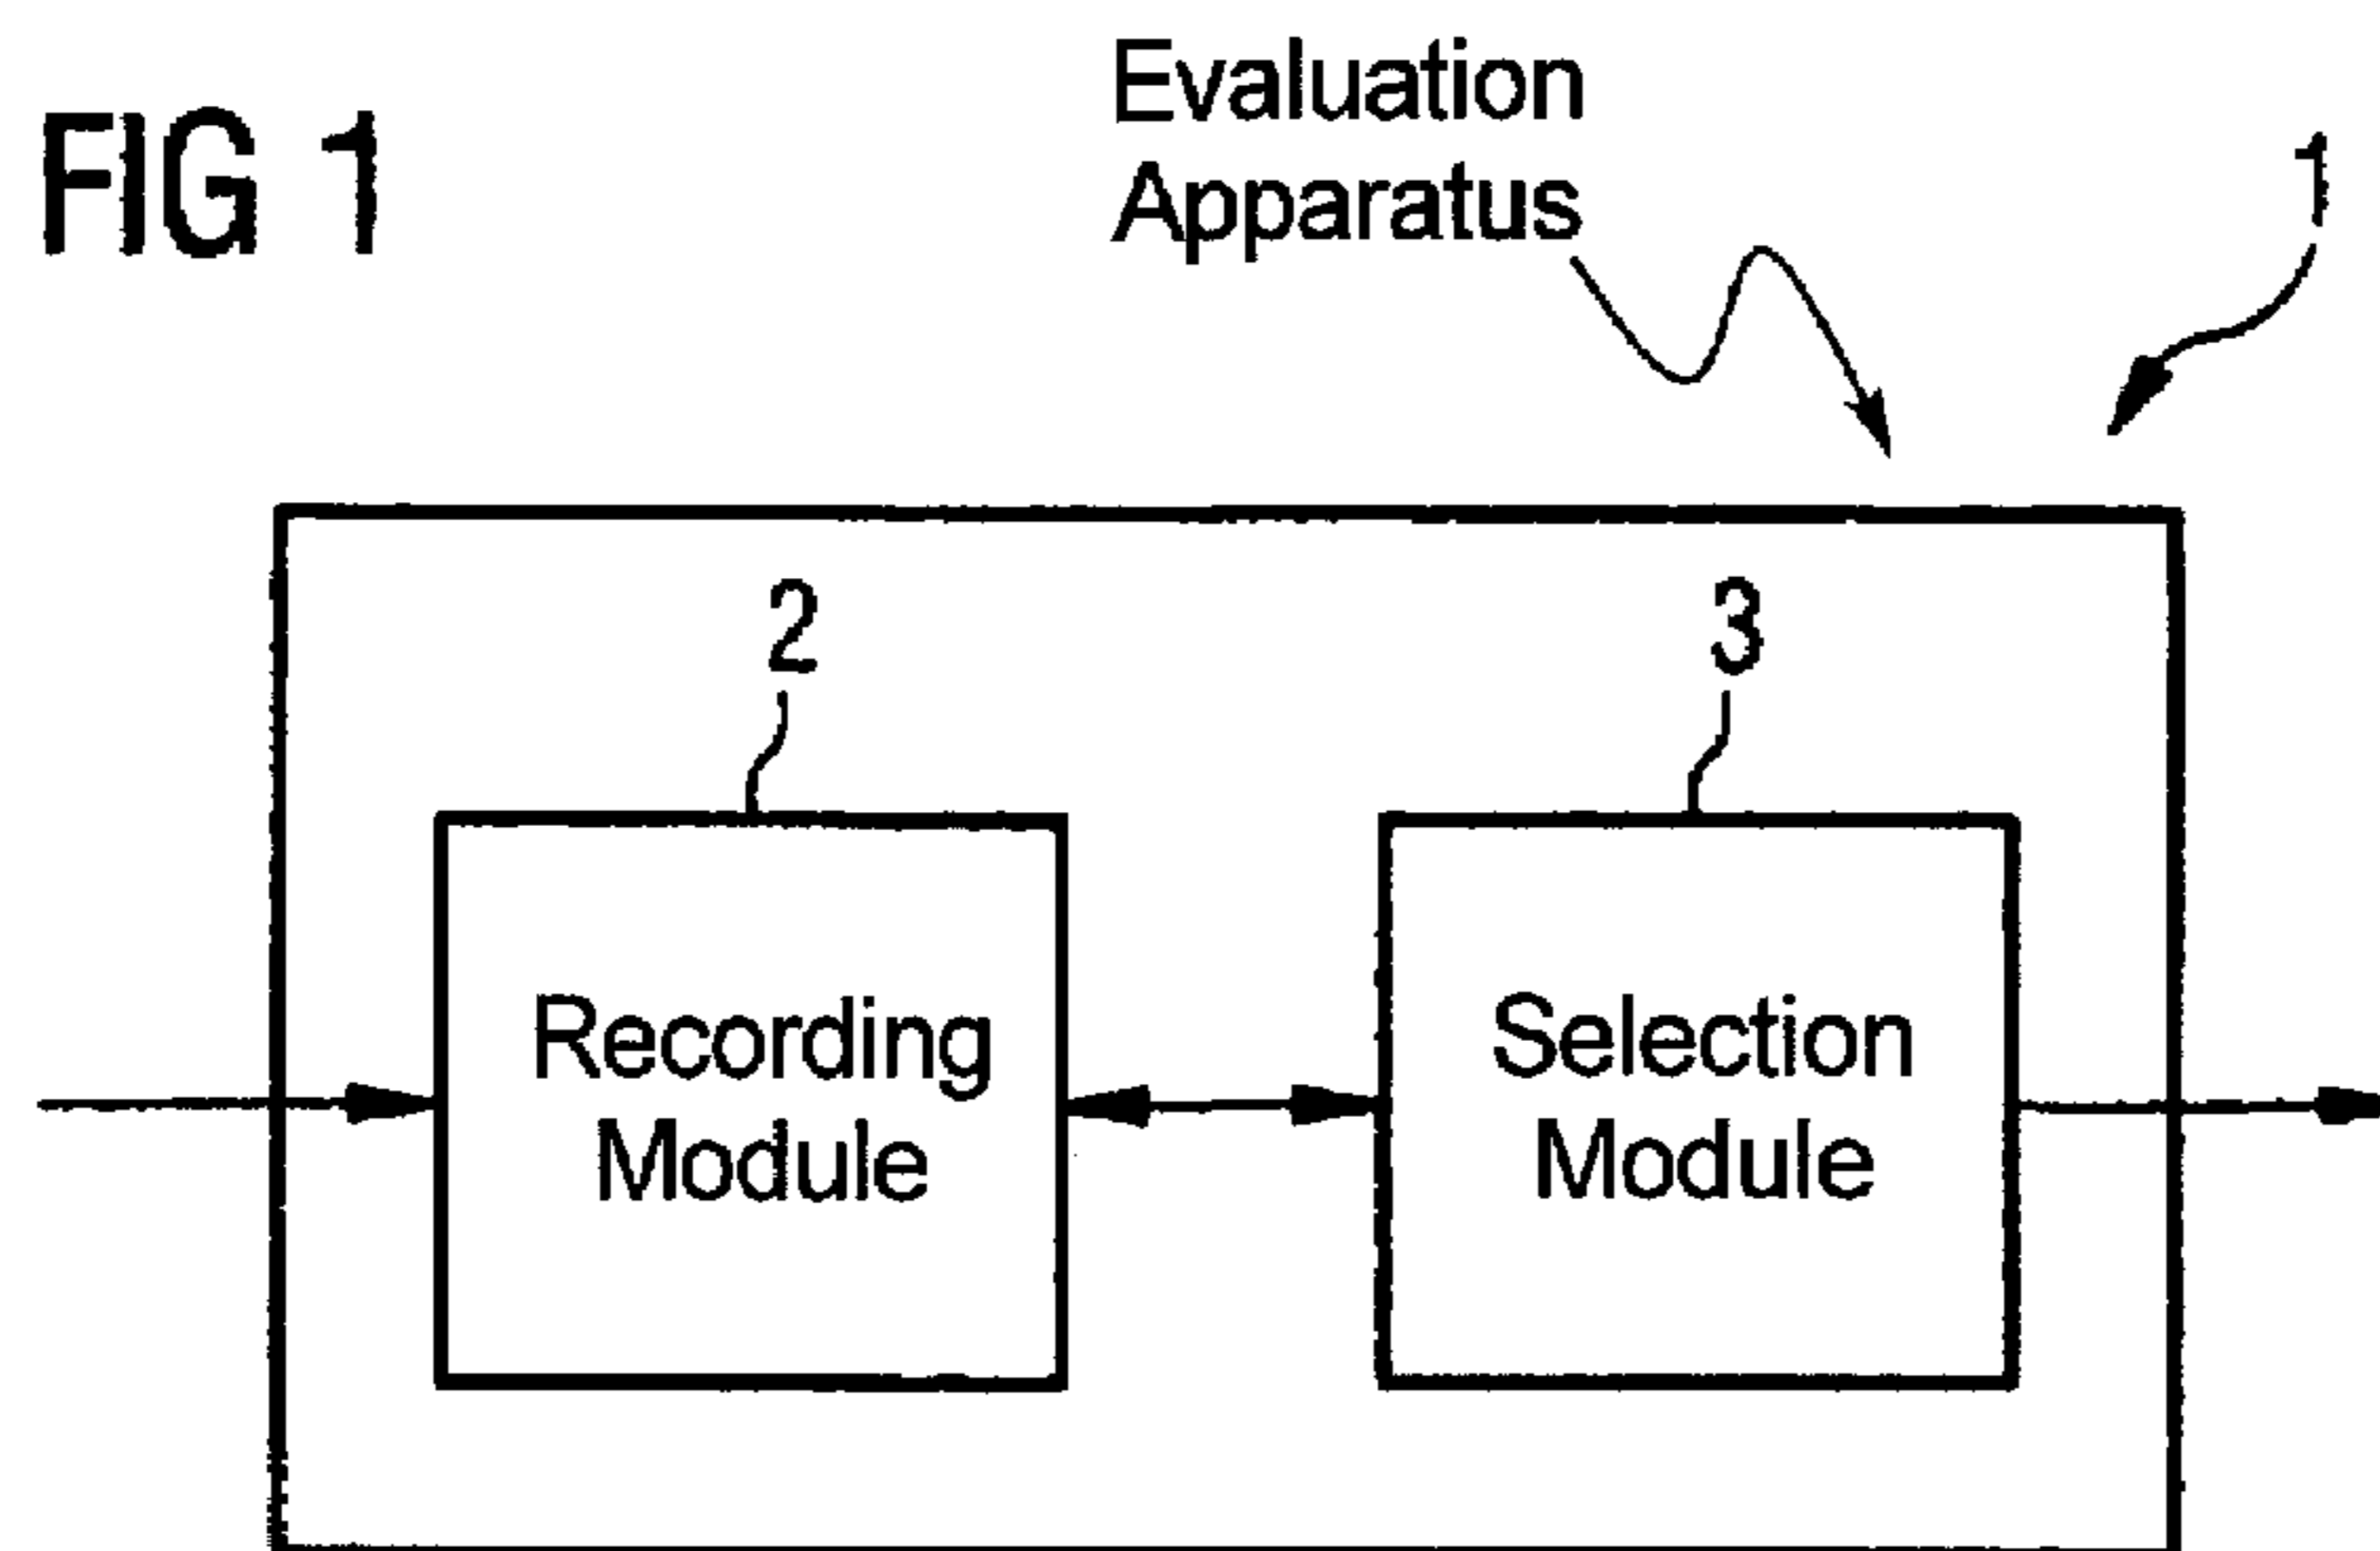 FIG 1
Evaluation
Apparatus
1
2
3
Recording
Module
Selection
Module